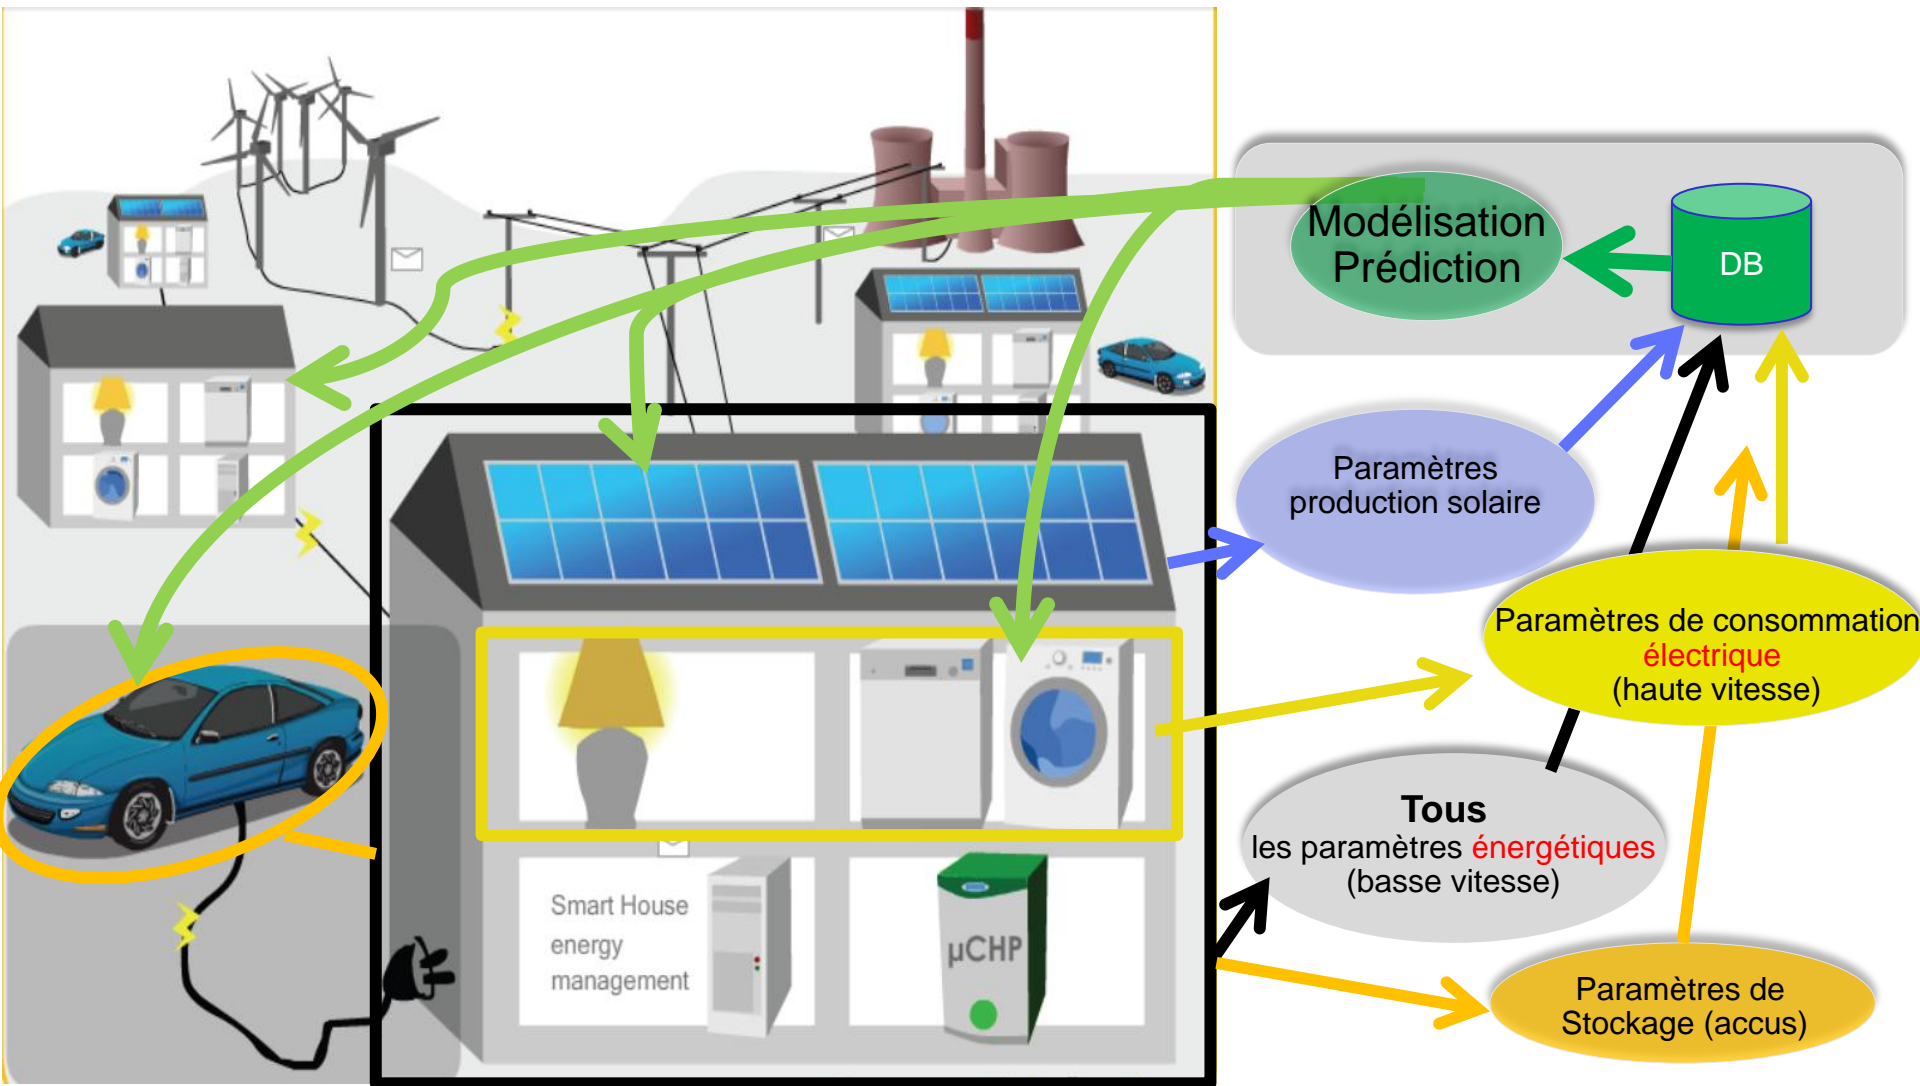 Modélisation
Prédiction
DB
Paramètres
production solaire
Paramètres de consommation
électrique
(haute vitesse)
Tous
les paramètres énergétiques
(basse vitesse)
Paramètres de
Stockage (accus)
Smart House
energy
management
µCHP